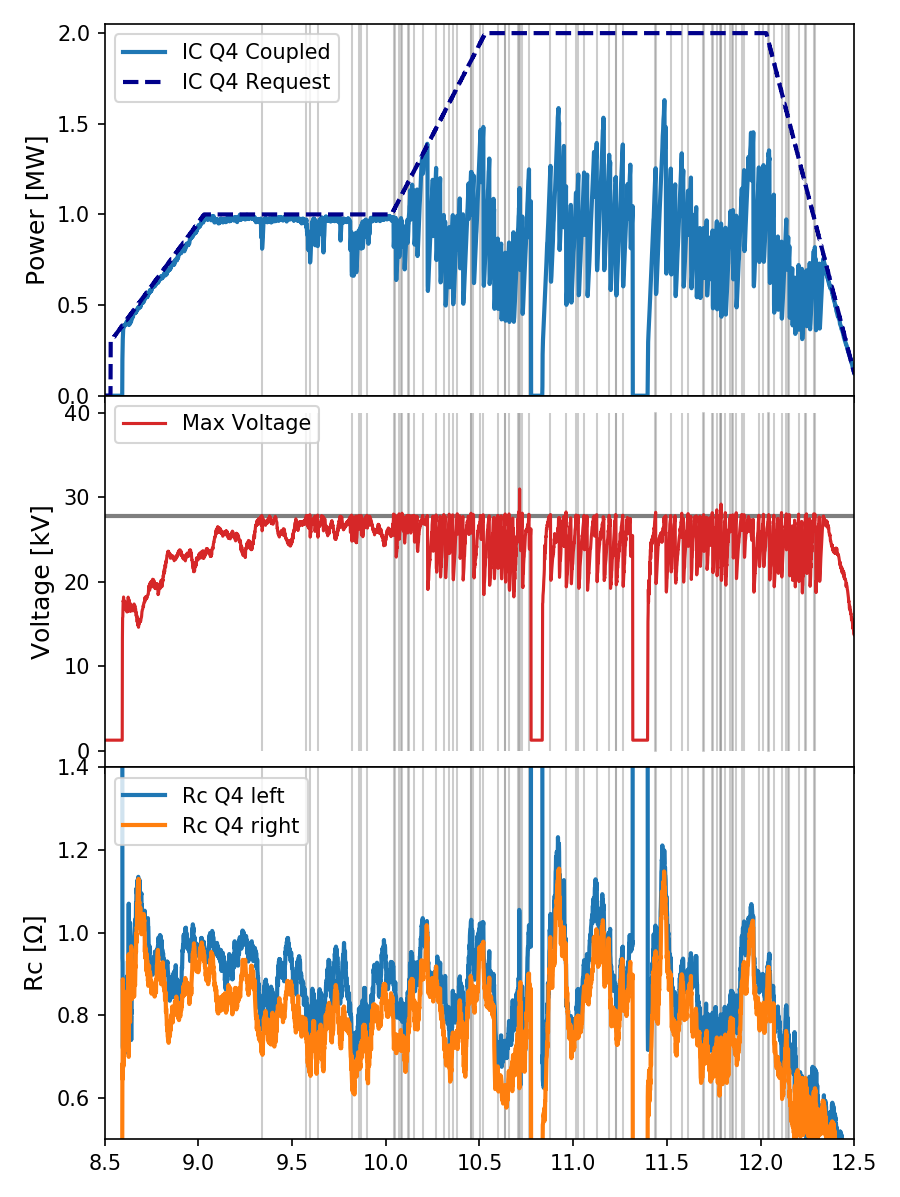 2.0
1.5
1.0
0.5
0.0
Power [MW]
IC Q4 Coupled
IC Q4 Request
40
30
20
10
0
Voltage [kV]
Max Voltage
1.4
1.2
1.0
0.8
0.6
Rc [Ω]
Rc Q4 left
Rc Q4 right
8.5 9.0 9.5 10.0 10.5 11.0 11.5 12.0 12.5